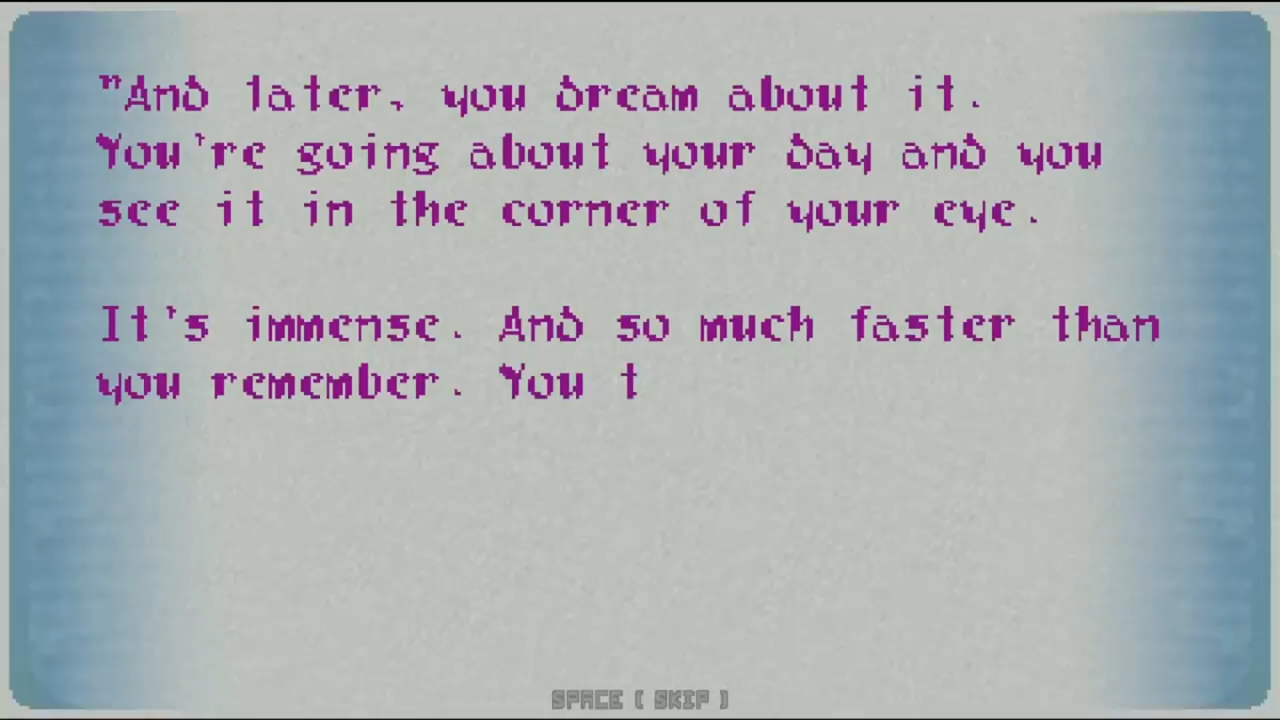 "And later, you dream about it.
You're going about your day and you
see it in the corner of your eye.
It's immense. And so much faster than
you remember. You t
SPACE ( SKIP )